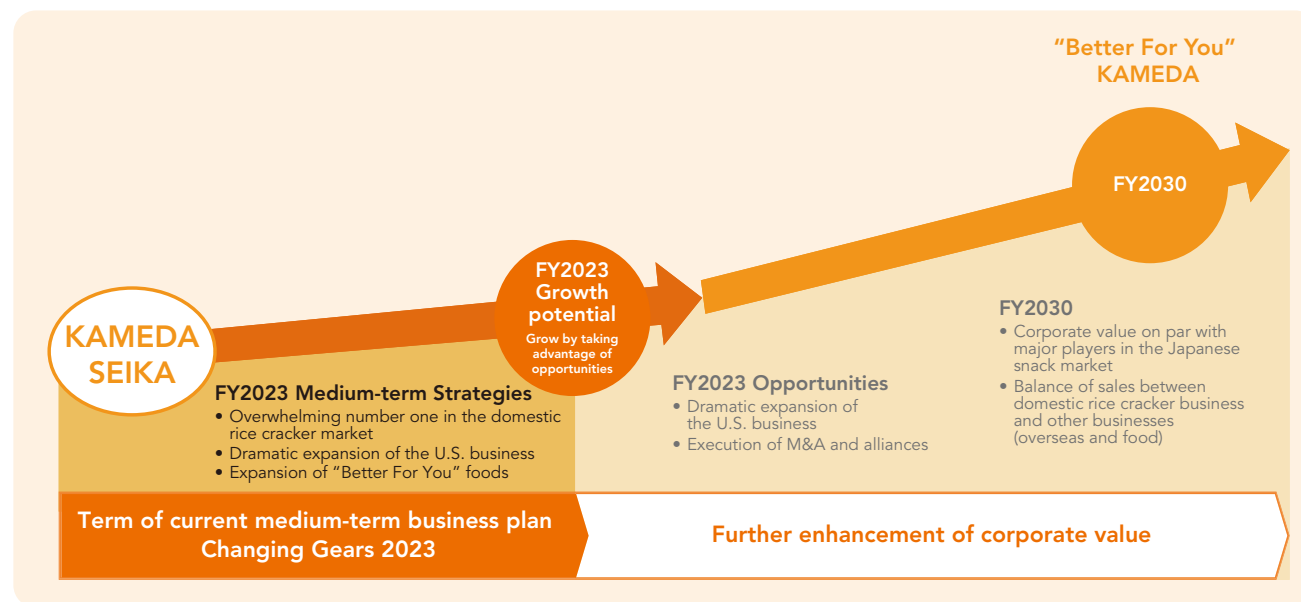 “Better For You”
KAMEDA
FY2030
FY2023
Growth
potential
Grow by taking
advantage of
opportunities
KAMEDA
SEIKA
FY2023 Medium-term Strategies
• Overwhelming number one in the domestic
rice cracker market
• Dramatic expansion of the U.S. business
• Expansion of “Better For You” foods
FY2023 Opportunities
• Dramatic expansion of
the U.S. business
• Execution of M&A and alliances
FY2030
• Corporate value on par with
major players in the Japanese
snack market
• Balance of sales between
domestic rice cracker business
and other businesses
(overseas and food)
Term of current medium-term business plan
Changing Gears 2023
Further enhancement of corporate value